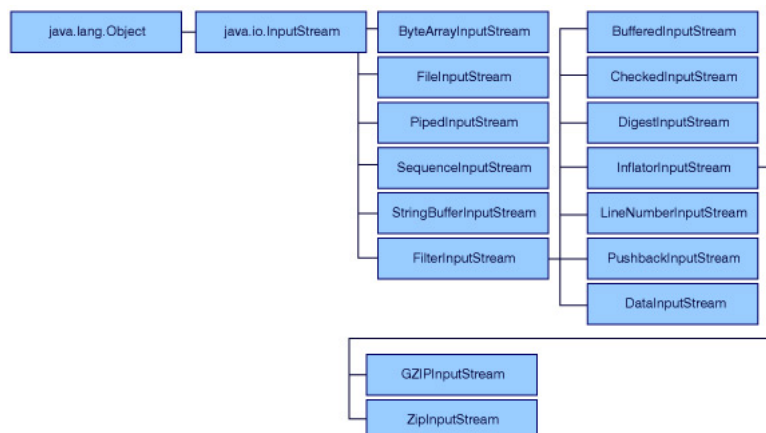 java.lang.Object
java.io.InputStream
ByteArrayInputStream
FileInputStream
PipedInputStream
SequenceInputStream
StringBufferInputStream
FilterInputStream
BufferedInputStream
CheckedInputStream
DigestInputStream
InflatorInputStream
LineNumberInputStream
PushbackInputStream
DataInputStream
GZIPInputStream
ZipInputStream